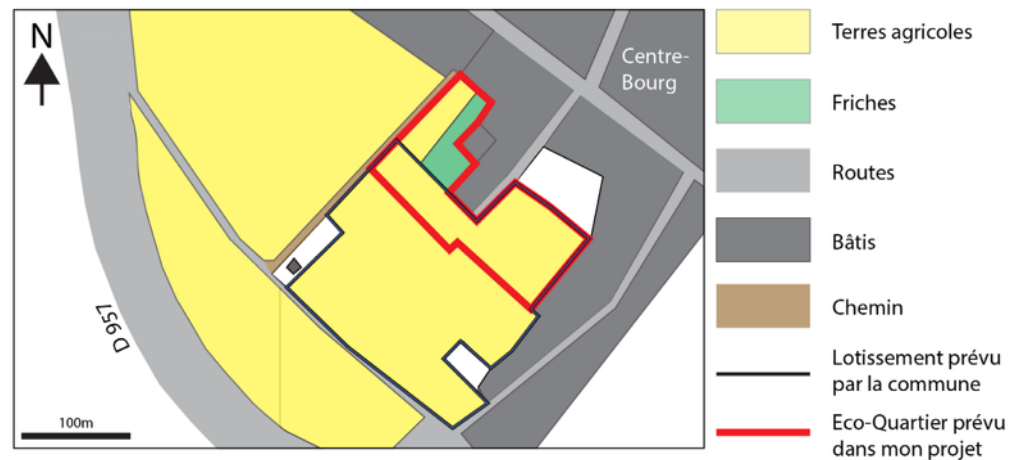 N
Centre-
Bourg
D 957
100m
Terres agricoles
Friches
Routes
Bâtis
Chemin
Lotissement prévu
par la commune
Eco-Quartier prévu
dans mon projet